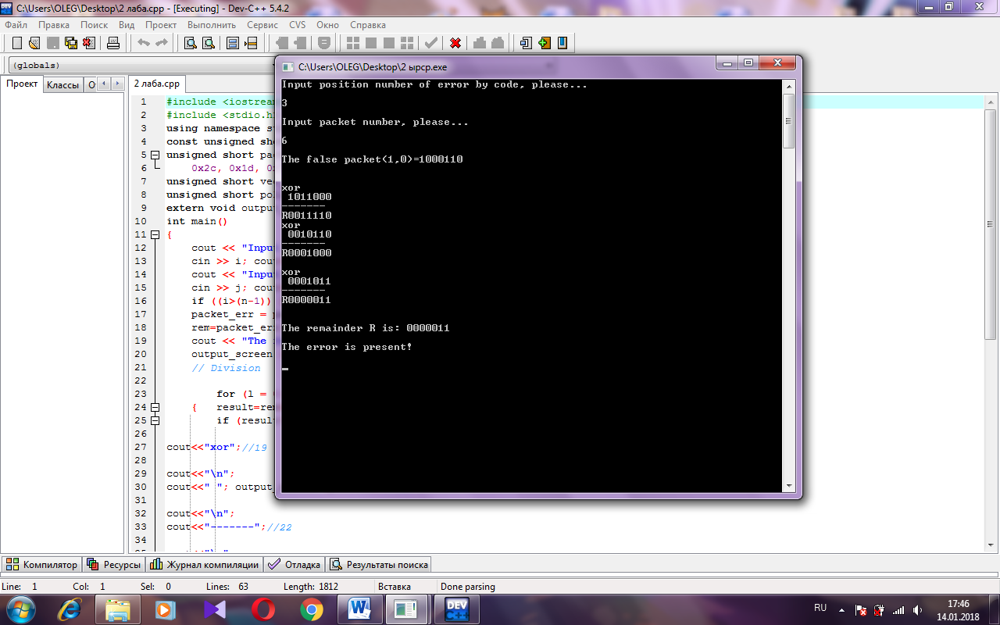 C:\Users\OLEG\Desktop\2 лаба.cpp - [Executing] - Dev-C++ 5.4.2
Файл Правка Поиск Вид Проект Выполнить Сервис CVS Окно Справка
(globals)
Проект Классы О
2 лаба.cpp
1 #include <iostream
2 #include <stdio.h
3 using namespace s
4 const unsigned sho
5 unsigned short pa
6 0x2c, 0x1d, 0
7 unsigned short ve
8 unsigned short po
9 extern void output
10 int main()
11 {
12 cout << "Inpu
13 cin >> i; cou
14 cout << "Inpu
15 cin >> j; cou
16 if ((i>(n-1))
17 packet_err = p
18 rem=packet_er
19 cout << "The
20 output_screen
21 // Division
22
23 for (l =
24 { result=rem
25 if (resul
26
27 cout<<"xor";//19
28
29 cout<<"\n";
30 cout<<" "; output_
31
32 cout<<"\n";
33 cout<<"-------";//22
34
C:\Users\OLEG\Desktop\2 ырср.exe
Input position number of error by code, please...
3
Input packet number, please...
6
The false packet(1,0)=1000110
xor
1011000
-------
R0011110
xor
0010110
-------
R0001000
xor
0001011
-------
R0000011
The remainder R is: 0000011
The error is present!
Компилятор Ресурсы Журнал компиляции Отладка Результаты поиска
Line: 1 Col: 1 Sel: 0 Lines: 63 Length: 1812 Вставка Done parsing
DEV C++
RU
17:46
14.01.2018